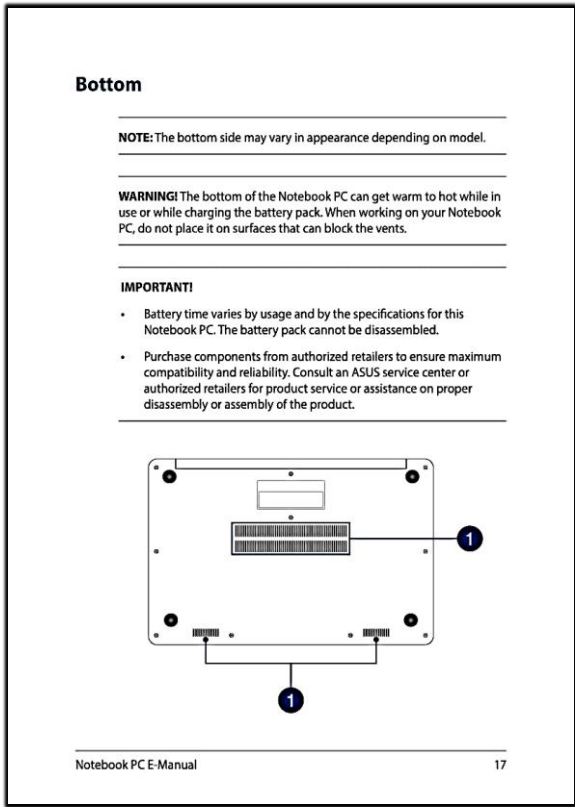 Bottom
NOTE: The bottom side may vary in appearance depending on model.
WARNING! The bottom of the Notebook PC can get warm to hot while in
use or while charging the battery pack. When working on your Notebook
PC, do not place it on surfaces that can block the vents.
IMPORTANT!
• Battery time varies by usage and by the specifications for this
Notebook PC. The battery pack cannot be disassembled.
• Purchase components from authorized retailers to ensure maximum
compatibility and reliability. Consult an ASUS service center or
authorized retailers for product service or assistance on proper
disassembly or assembly of the product.
1
1
Notebook PC E-Manual 17